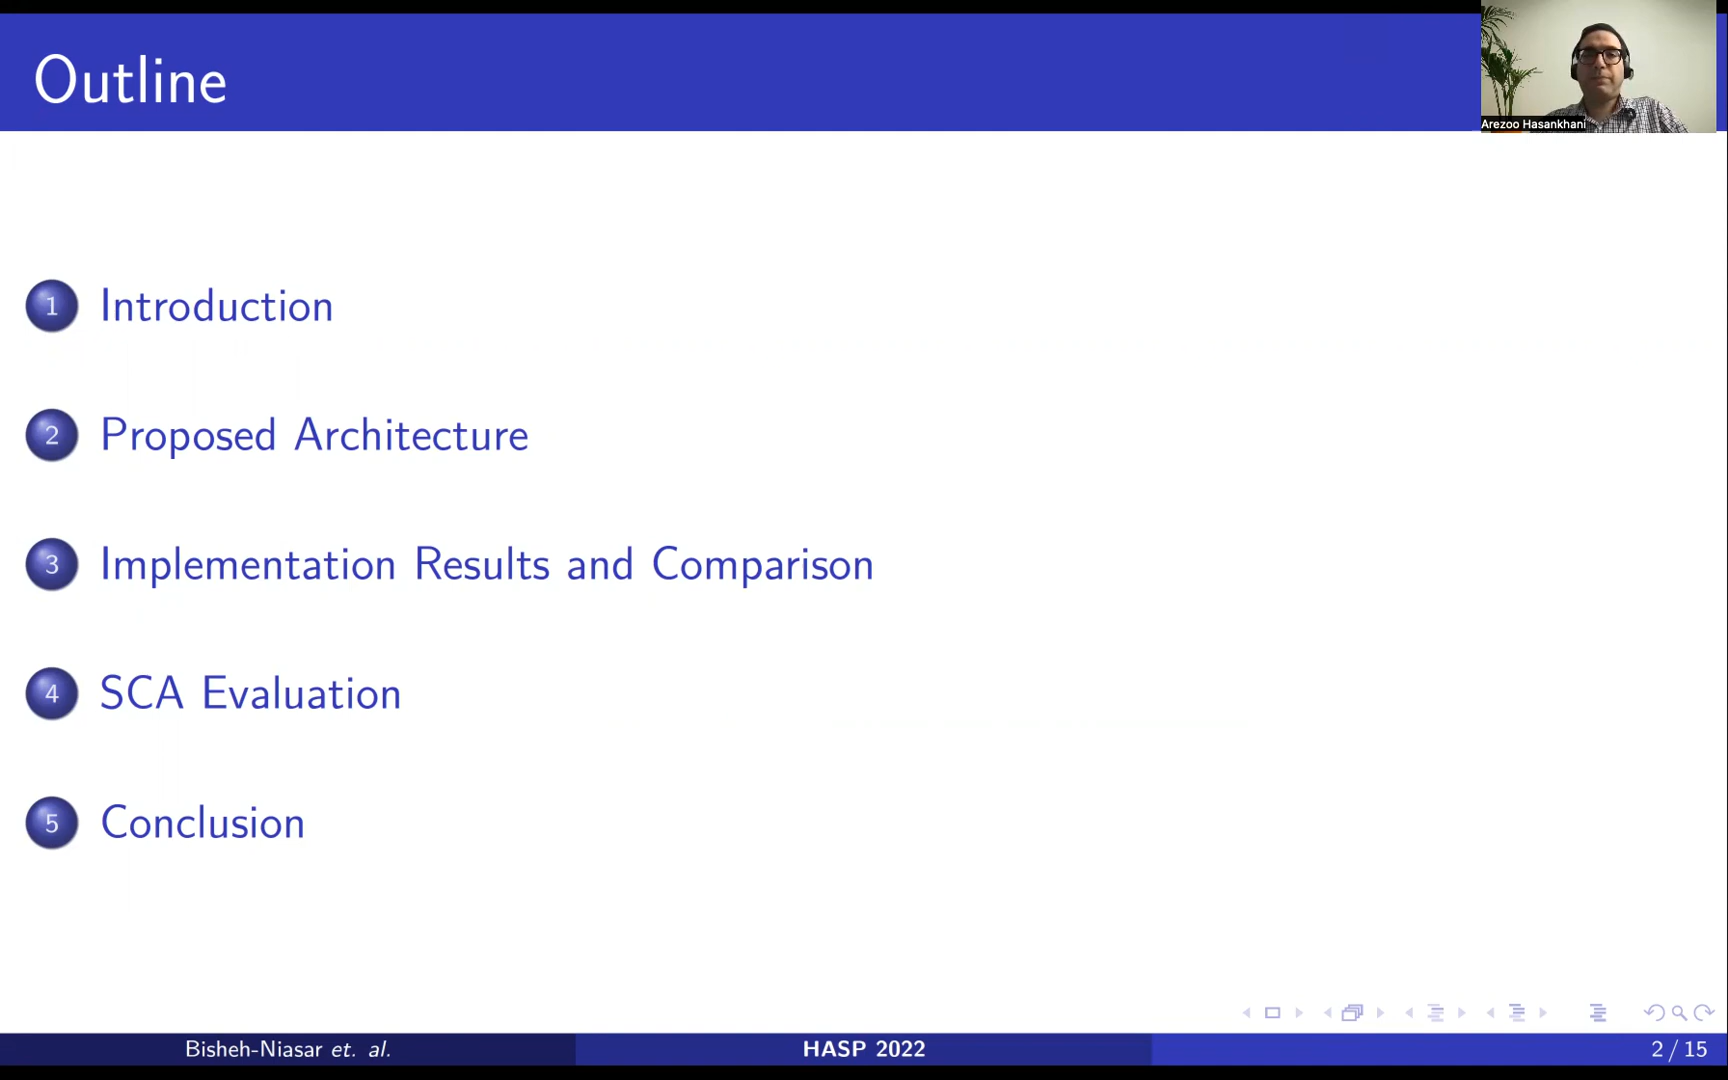 Outline
Arezoo Hasankhani
1 Introduction
2 Proposed Architecture
3 Implementation Results and Comparison
4 SCA Evaluation
5 Conclusion
Bisheh-Niasar et. al. HASP 2022 2 / 15